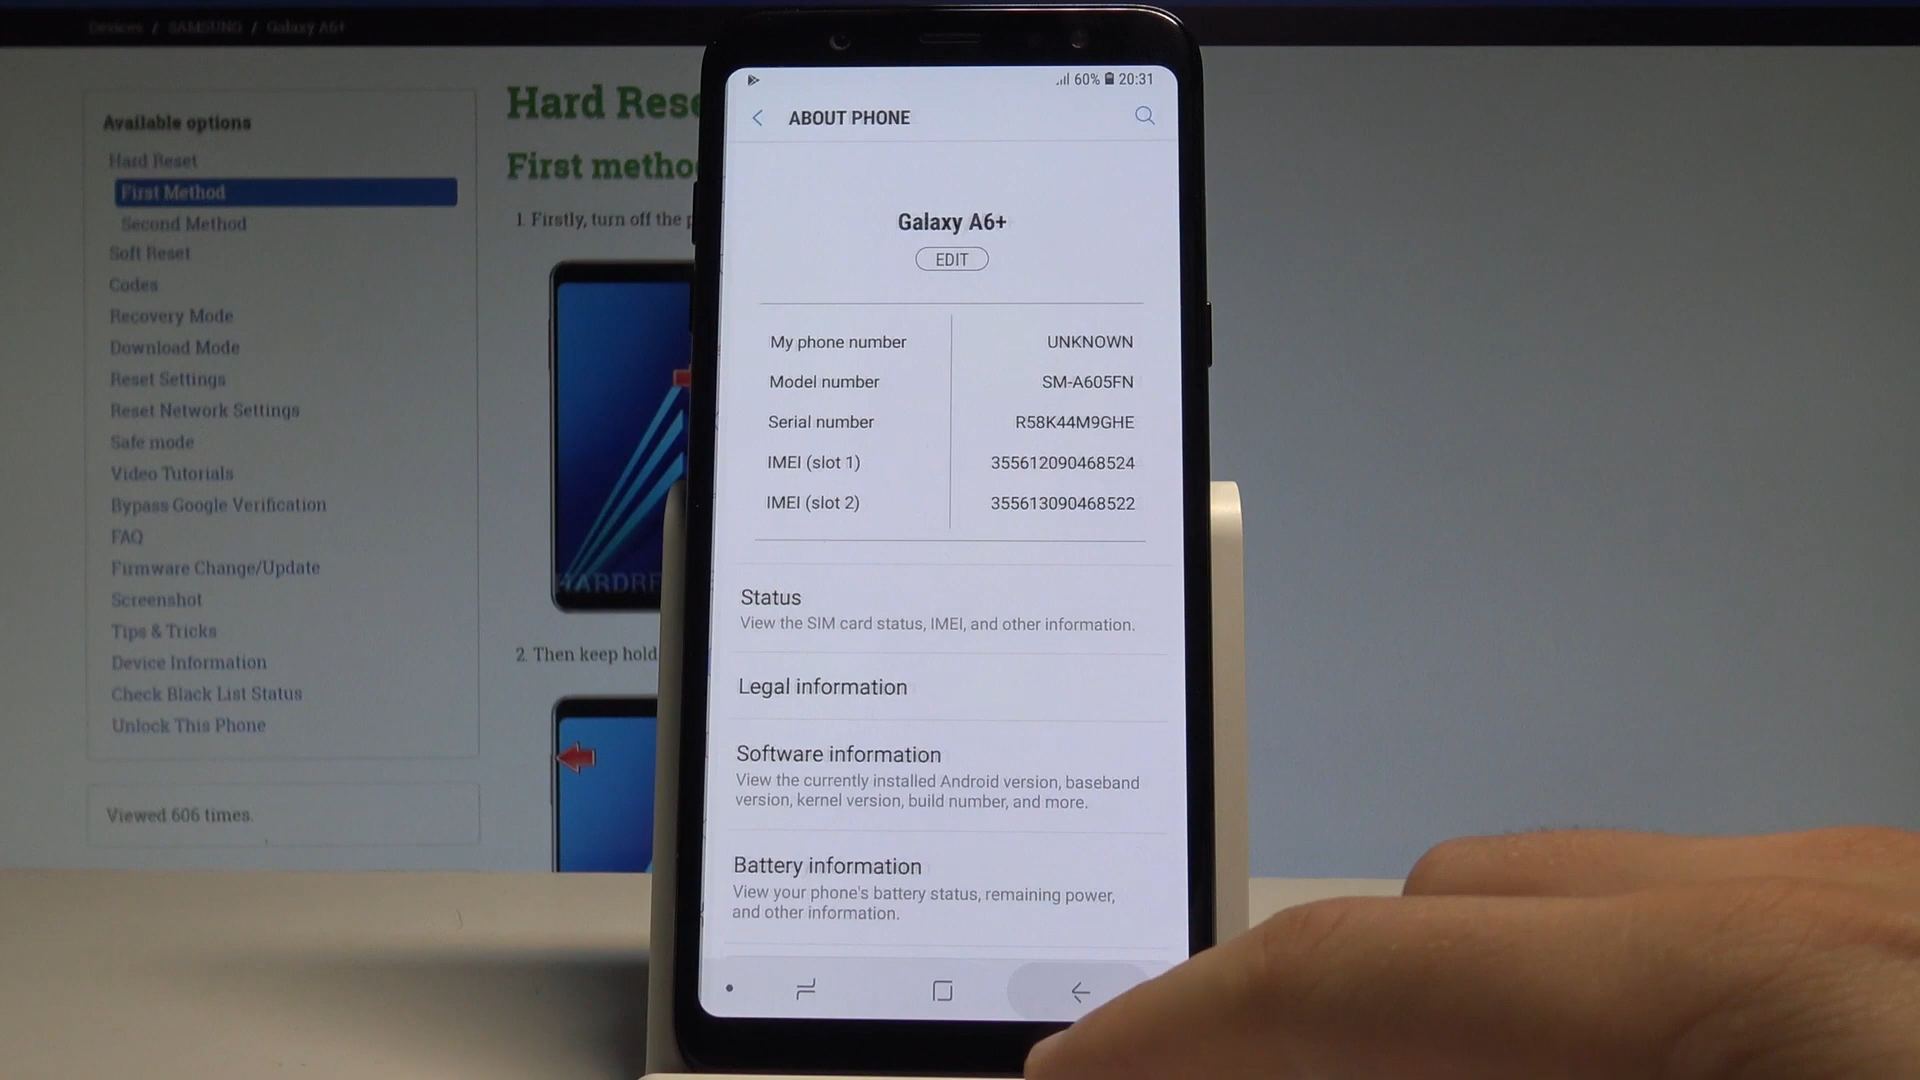 Devices / SAMSUNG / Galaxy A6+
Available options
Hard Reset
First Method
Second Method
Soft Reset
Codes
Recovery Mode
Download Mode
Reset Settings
Reset Network Settings
Safe mode
Video Tutorials
Bypass Google Verification
FAQ
Firmware Change/Update
Screenshot
Tips & Tricks
Device Information
Check Black List Status
Unlock This Phone
Viewed 606 times.
Hard Rese
First metho
1. Firstly, turn off the p
HARDRE
2. Then keep hold
60% 20:31
ABOUT PHONE
Galaxy A6+
EDIT
My phone number UNKNOWN
Model number SM-A605FN
Serial number R58K44M9GHE
IMEI (slot 1) 355612090468524
IMEI (slot 2) 355613090468522
Status
View the SIM card status, IMEI, and other information.
Legal information
Software information
View the currently installed Android version, baseband
version, kernel version, build number, and more.
Battery information
View your phone's battery status, remaining power,
and other information.